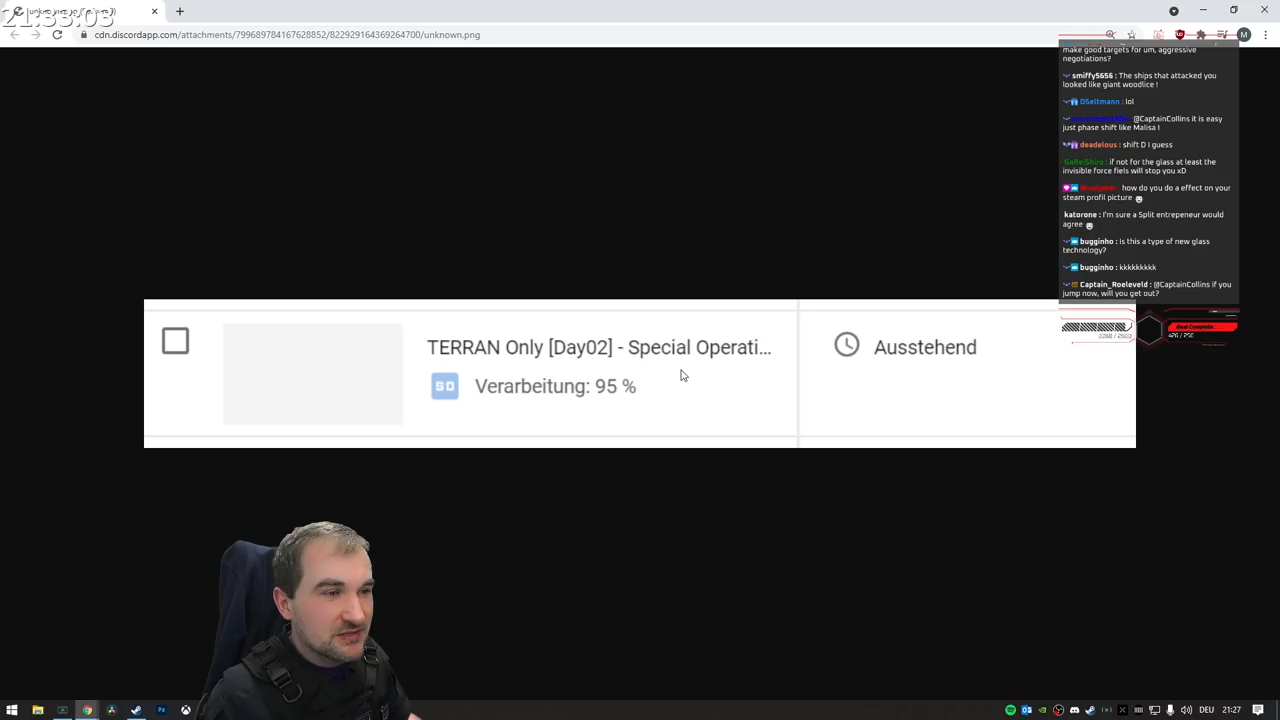 21:33:03
cdn.discordapp.com/attachments/799689784167628852/822929164369264700/unknown.png
make good targets for um, aggressive
negotiations?
smiffy5656 : The ships that attacked you
looked like giant woodlice !
DSeltmann : lol
@CaptainCollins it is easy
just phase shift like Malisa !
deadelous : shift D I guess
GaReiShiro : if not for the glass at least the
invisible force fiels will stop you xD
how do you do a effect on your
steam profil picture
katorone : I'm sure a Split entrepeneur would
agree
bugginho : Is this a type of new glass
technology?
bugginho : kkkkkkkkk
Captain_Roeleveld : @CaptainCollins if you
jump now, will you get out?
TERRAN Only [Day02] - Special Operati...
Ausstehend
SD Verarbeitung: 95 %
DEU 21:27